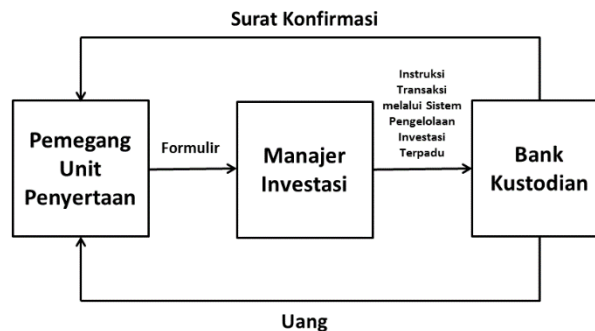 Surat Konfirmasi
Pemegang
Unit
Penyertaan
Formulir
Manajer
Investasi
Instruksi
Transaksi
melalui Sistem
Pengelolaan
Investasi
Terpadu
Bank
Kustodian
Uang